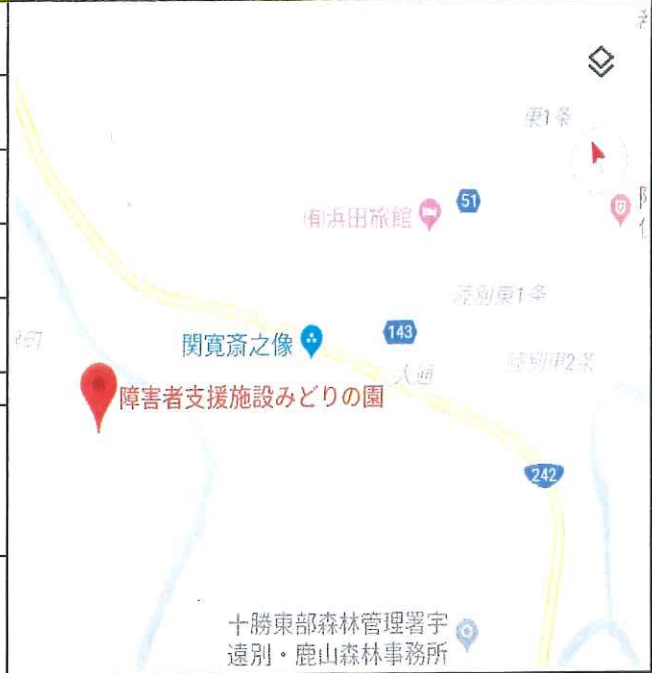 東1条
51
㈲浜田旅館
陸別東1条
143
関寛斎之像
大通
陸別東2条
障害者支援施設みどりの園
242
十勝東部森林管理署宇
遠別・鹿山森林事務所